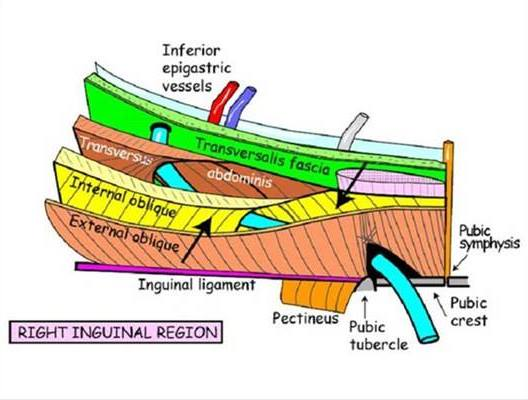 Inferior
epigastric
vessels
Transversalis fascia
Transversus
abdominis
Internal oblique
External oblique
Pubic
symphysis
Inguinal ligament
Pectineus
Pubic
tubercle
Pubic
crest
RIGHT INGUINAL REGION